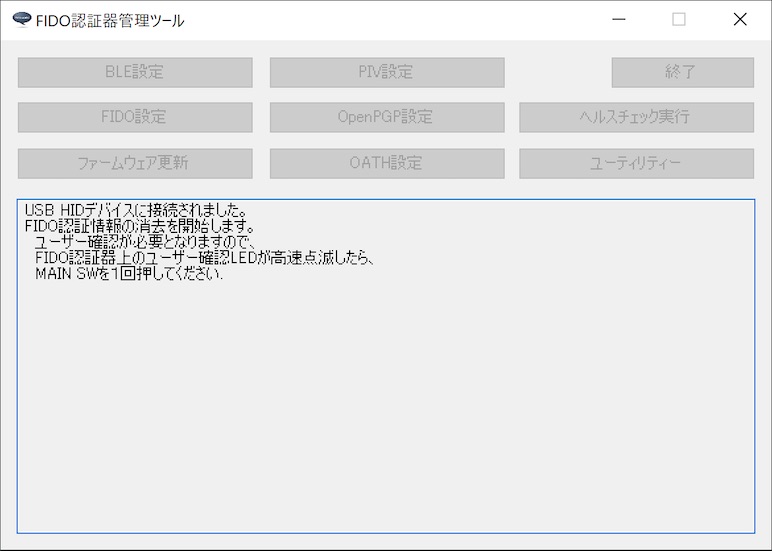 FIDO認証器管理ツール
BLE設定
PIV設定
終了
FIDO設定
OpenPGP設定
ヘルスチェック実行
ファームウェア更新
OATH設定
ユーティリティー
USB HIDデバイスに接続されました。
FIDO認証情報の消去を開始します。
ユーザー確認が必要となりますので、
FIDO認証器上のユーザー確認LEDが高速点滅したら、
MAIN SWを1回押してください.